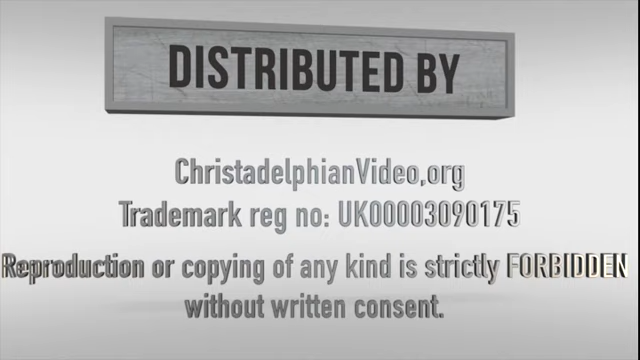 DISTRIBUTED BY
ChristadelphianVideo.org
Trademark reg no: UK00003090175
Reproduction or copying of any kind is strictly FORBIDDEN
without written consent.